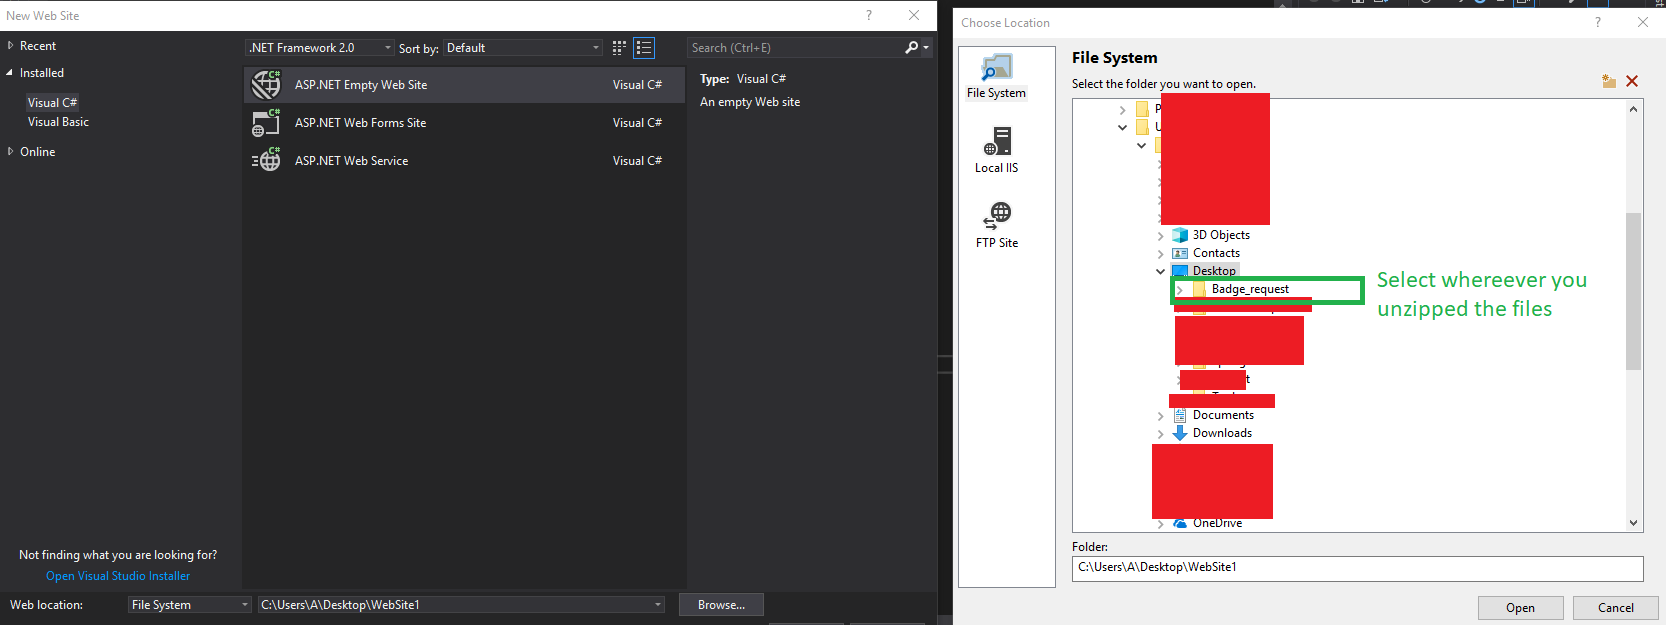 New Web Site
Recent
Installed
Visual C#
Visual Basic
Online
.NET Framework 2.0
Sort by: Default
Search (Ctrl+E)
ASP.NET Empty Web Site Visual C#
ASP.NET Web Forms Site Visual C#
ASP.NET Web Service Visual C#
Type: Visual C#
An empty Web site
Not finding what you are looking for?
Open Visual Studio Installer
Web location: File System C:\Users\A\Desktop\WebSite1 Browse...
Choose Location
File System
Local IIS
FTP Site
File System
Select the folder you want to open.
3D Objects
Contacts
Desktop
Badge_request
Documents
Downloads
OneDrive
Select whereever you
unzipped the files
Folder:
C:\Users\A\Desktop\WebSite1
Open Cancel